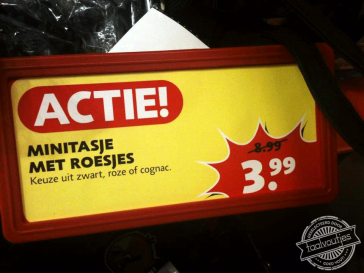 ACTIE!
MINITASJE
MET ROESJES
Keuze uit zwart, roze of cognac.
8.99
3.99
taalvoutjes